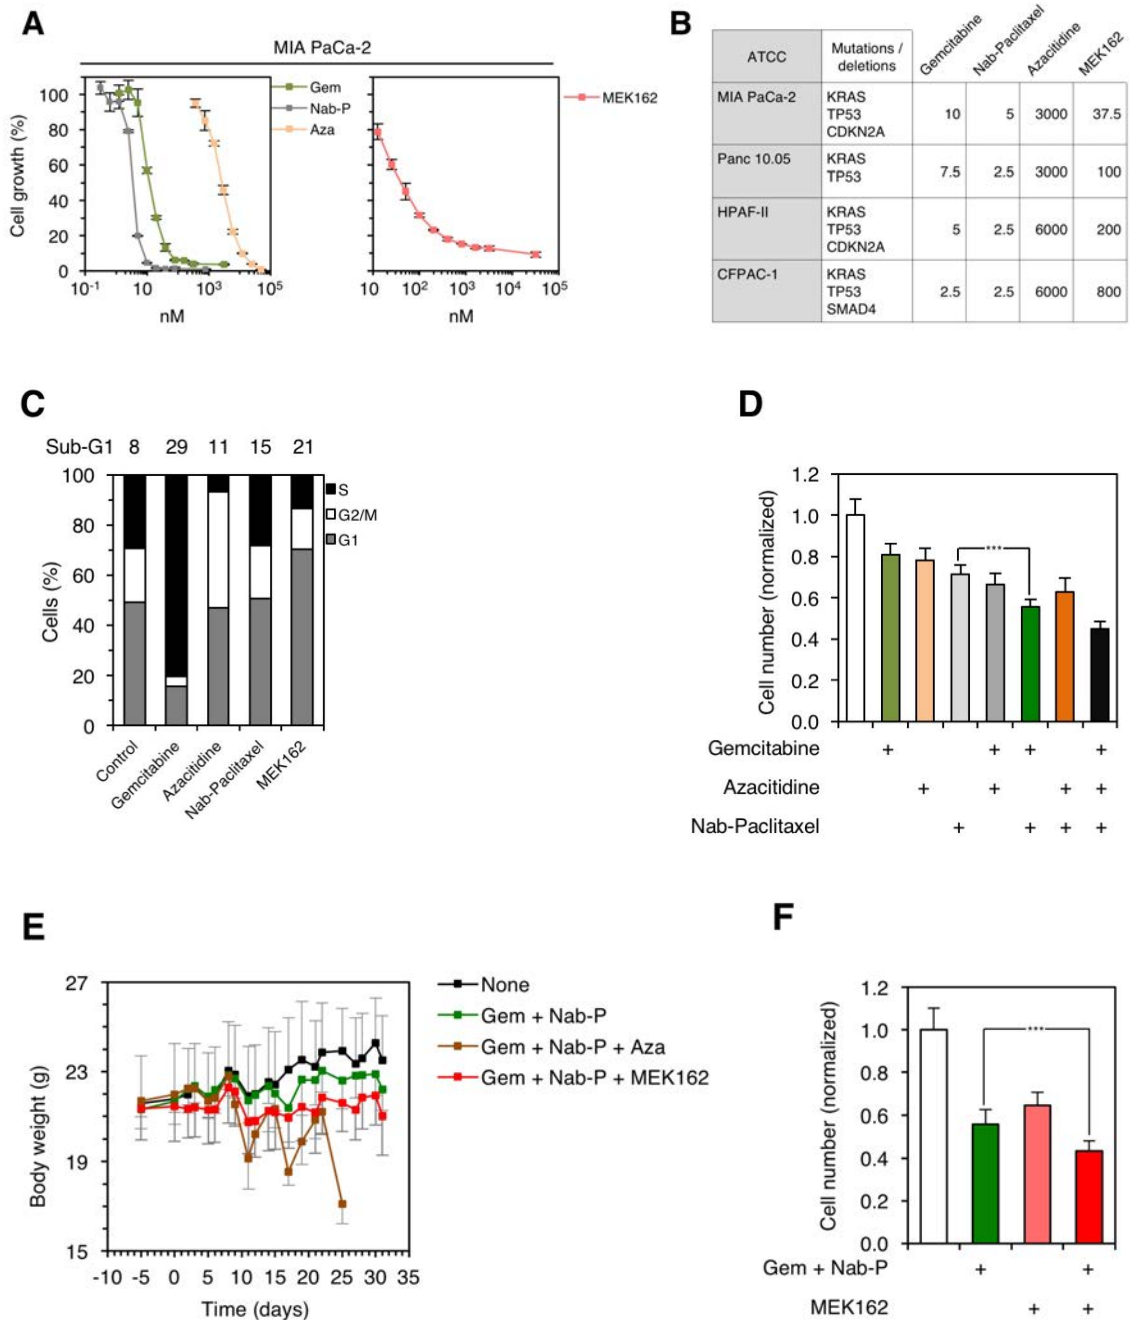 A
MIA PaCa-2
Cell growth (%)
100
80
60
40
20
0
10-1
10
10³
10⁵
nM
Gem
Nab-P
Aza
10
10²
10³
10⁴
10⁵
nM
MEK162
B
ATCC
Mutations /
deletions
Gemcitabine
Nab-Paclitaxel
Azacitidine
MEK162
MIA PaCa-2
KRAS
TP53
CDKN2A
10
5
3000
37.5
Panc 10.05
KRAS
TP53
7.5
2.5
3000
100
HPAF-II
KRAS
TP53
CDKN2A
5
2.5
6000
200
CFPAC-1
KRAS
TP53
SMAD4
2.5
2.5
6000
800
C
Sub-G1 8 29 11 15 21
Cells (%)
100
80
60
40
20
0
S
G2/M
G1
Control
Gemcitabine
Azacitidine
Nab-Paclitaxel
MEK162
D
Cell number (normalized)
1.2
1.0
0.8
0.6
0.4
0.2
0.0
***
Gemcitabine + + + +
Azacitidine + + + +
Nab-Paclitaxel + + + +
E
Body weight (g)
27
23
19
15
-10 -5 0 5 10 15 20 25 30 35
Time (days)
None
Gem + Nab-P
Gem + Nab-P + Aza
Gem + Nab-P + MEK162
F
Cell number (normalized)
1.2
1.0
0.8
0.6
0.4
0.2
0.0
***
Gem + Nab-P + +
MEK162 + +